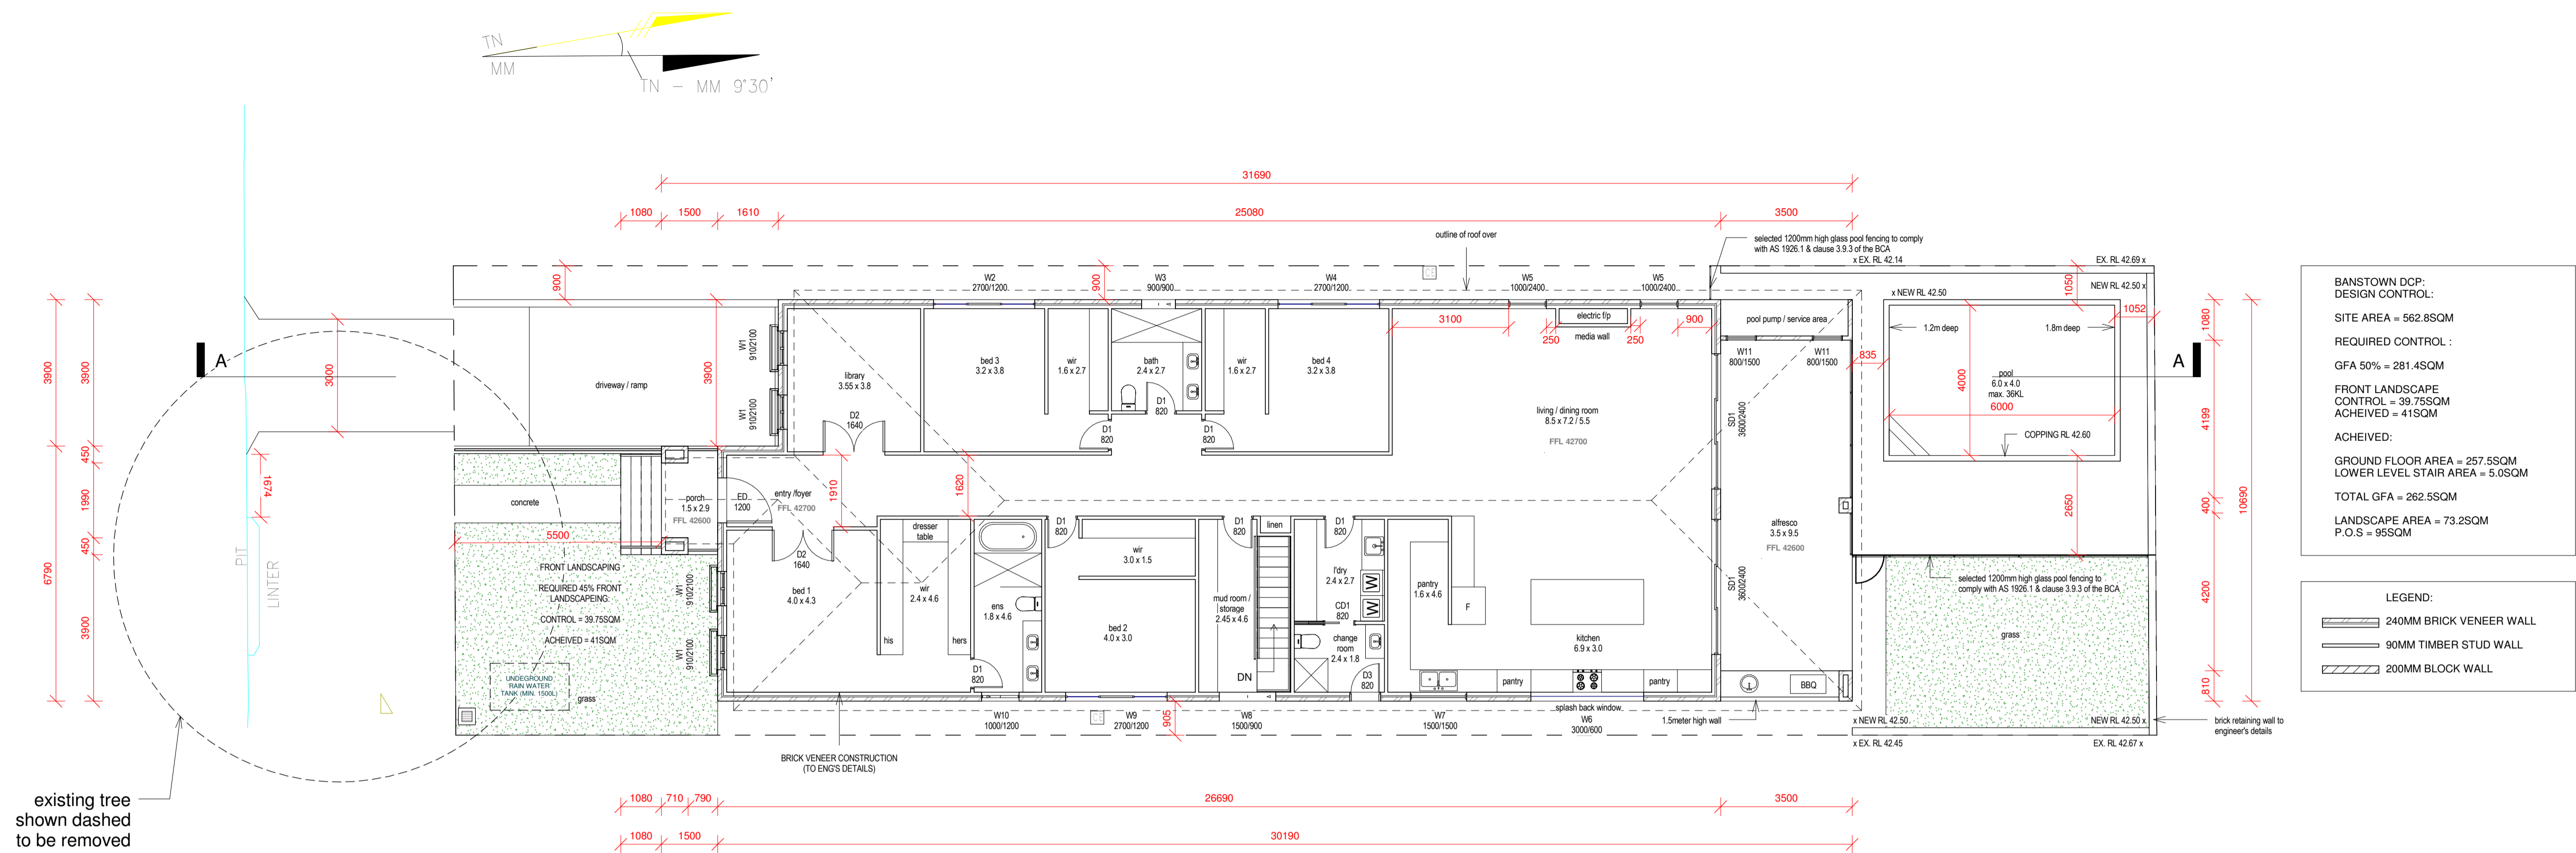 TN
MM
TN - MM 9°30'
31690
1080
1500
1610
25080
3500
outline of roof over
selected 1200mm high glass pool fencing to comply
with AS 1926.1 & clause 3.9.3 of the BCA
x EX. RL 42.14
EX. RL 42.69 x
900
900
W2
2700/1200
W3
900/900
W4
2700/1200
CE
W5
1000/2400
W5
1000/2400
x NEW RL 42.50
NEW RL 42.50 x
1050
1052
1.2m deep
1.8m deep
pool
6.0 x 4.0
max. 36KL
4000
6000
COPPING RL 42.60
835
2650
1080
4199
400
4200
810
10690
A
A
3900
6790
3900
450
1990
450
3900
3000
1674
PIT
LINTER
driveway / ramp
3900
W1
910/2100
W1
910/2100
library
3.55 x 3.8
D2
1640
bed 3
3.2 x 3.8
wir
1.6 x 2.7
bath
2.4 x 2.7
D1
820
D1
820
D1
820
wir
1.6 x 2.7
bed 4
3.2 x 3.8
3100
250
electric f/p
media wall
250
900
pool pump / service area
W11
800/1500
W11
800/1500
living / dining room
8.5 x 7.2 / 5.5
FFL 42700
SD1
3600/2400
concrete
5500
porch
1.5 x 2.9
FFL 42600
ED
1200
entry /foyer
FFL 42700
1910
1620
D2
1640
dresser
table
bed 1
4.0 x 4.3
wir
2.4 x 4.6
his
hers
ens
1.8 x 4.6
D1
820
D1
820
wir
3.0 x 1.5
bed 2
4.0 x 3.0
D1
820
mud room /
storage
2.45 x 4.6
linen
DN
D1
820
l'dry
2.4 x 2.7
W
W
CD1
820
change
room
2.4 x 1.8
D3
820
pantry
1.6 x 4.6
F
kitchen
6.9 x 3.0
pantry
pantry
SD1
3600/2400
alfresco
3.5 x 9.5
FFL 42600
BBQ
selected 1200mm high glass pool fencing to
comply with AS 1926.1 & clause 3.9.3 of the BCA
grass
FRONT LANDSCAPING
REQUIRED 45% FRONT
LANDSCAPEING:
CONTROL = 39.75SQM
ACHEIVED = 41SQM
UNDEGROUND
RAIN WATER
TANK (MIN. 1500L)
grass
W1
910/2100
W1
910/2100
W10
1000/1200
CE
W9
2700/1200
905
W8
1500/900
W7
1500/1500
splash back window
W6
3000/600
1.5meter high wall
x NEW RL 42.50
NEW RL 42.50 x
x EX. RL 42.45
EX. RL 42.67 x
brick retaining wall to
engineer's details
BRICK VENEER CONSTRUCTION
(TO ENG'S DETAILS)
existing tree
shown dashed
to be removed
1080
710
790
26690
3500
1080
1500
30190
BANSTOWN DCP:
DESIGN CONTROL:
SITE AREA = 562.8SQM
REQUIRED CONTROL :
GFA 50% = 281.4SQM
FRONT LANDSCAPE
CONTROL = 39.75SQM
ACHEIVED = 41SQM
ACHEIVED:
GROUND FLOOR AREA = 257.5SQM
LOWER LEVEL STAIR AREA = 5.0SQM
TOTAL GFA = 262.5SQM
LANDSCAPE AREA = 73.2SQM
P.O.S = 95SQM
LEGEND:
240MM BRICK VENEER WALL
90MM TIMBER STUD WALL
200MM BLOCK WALL